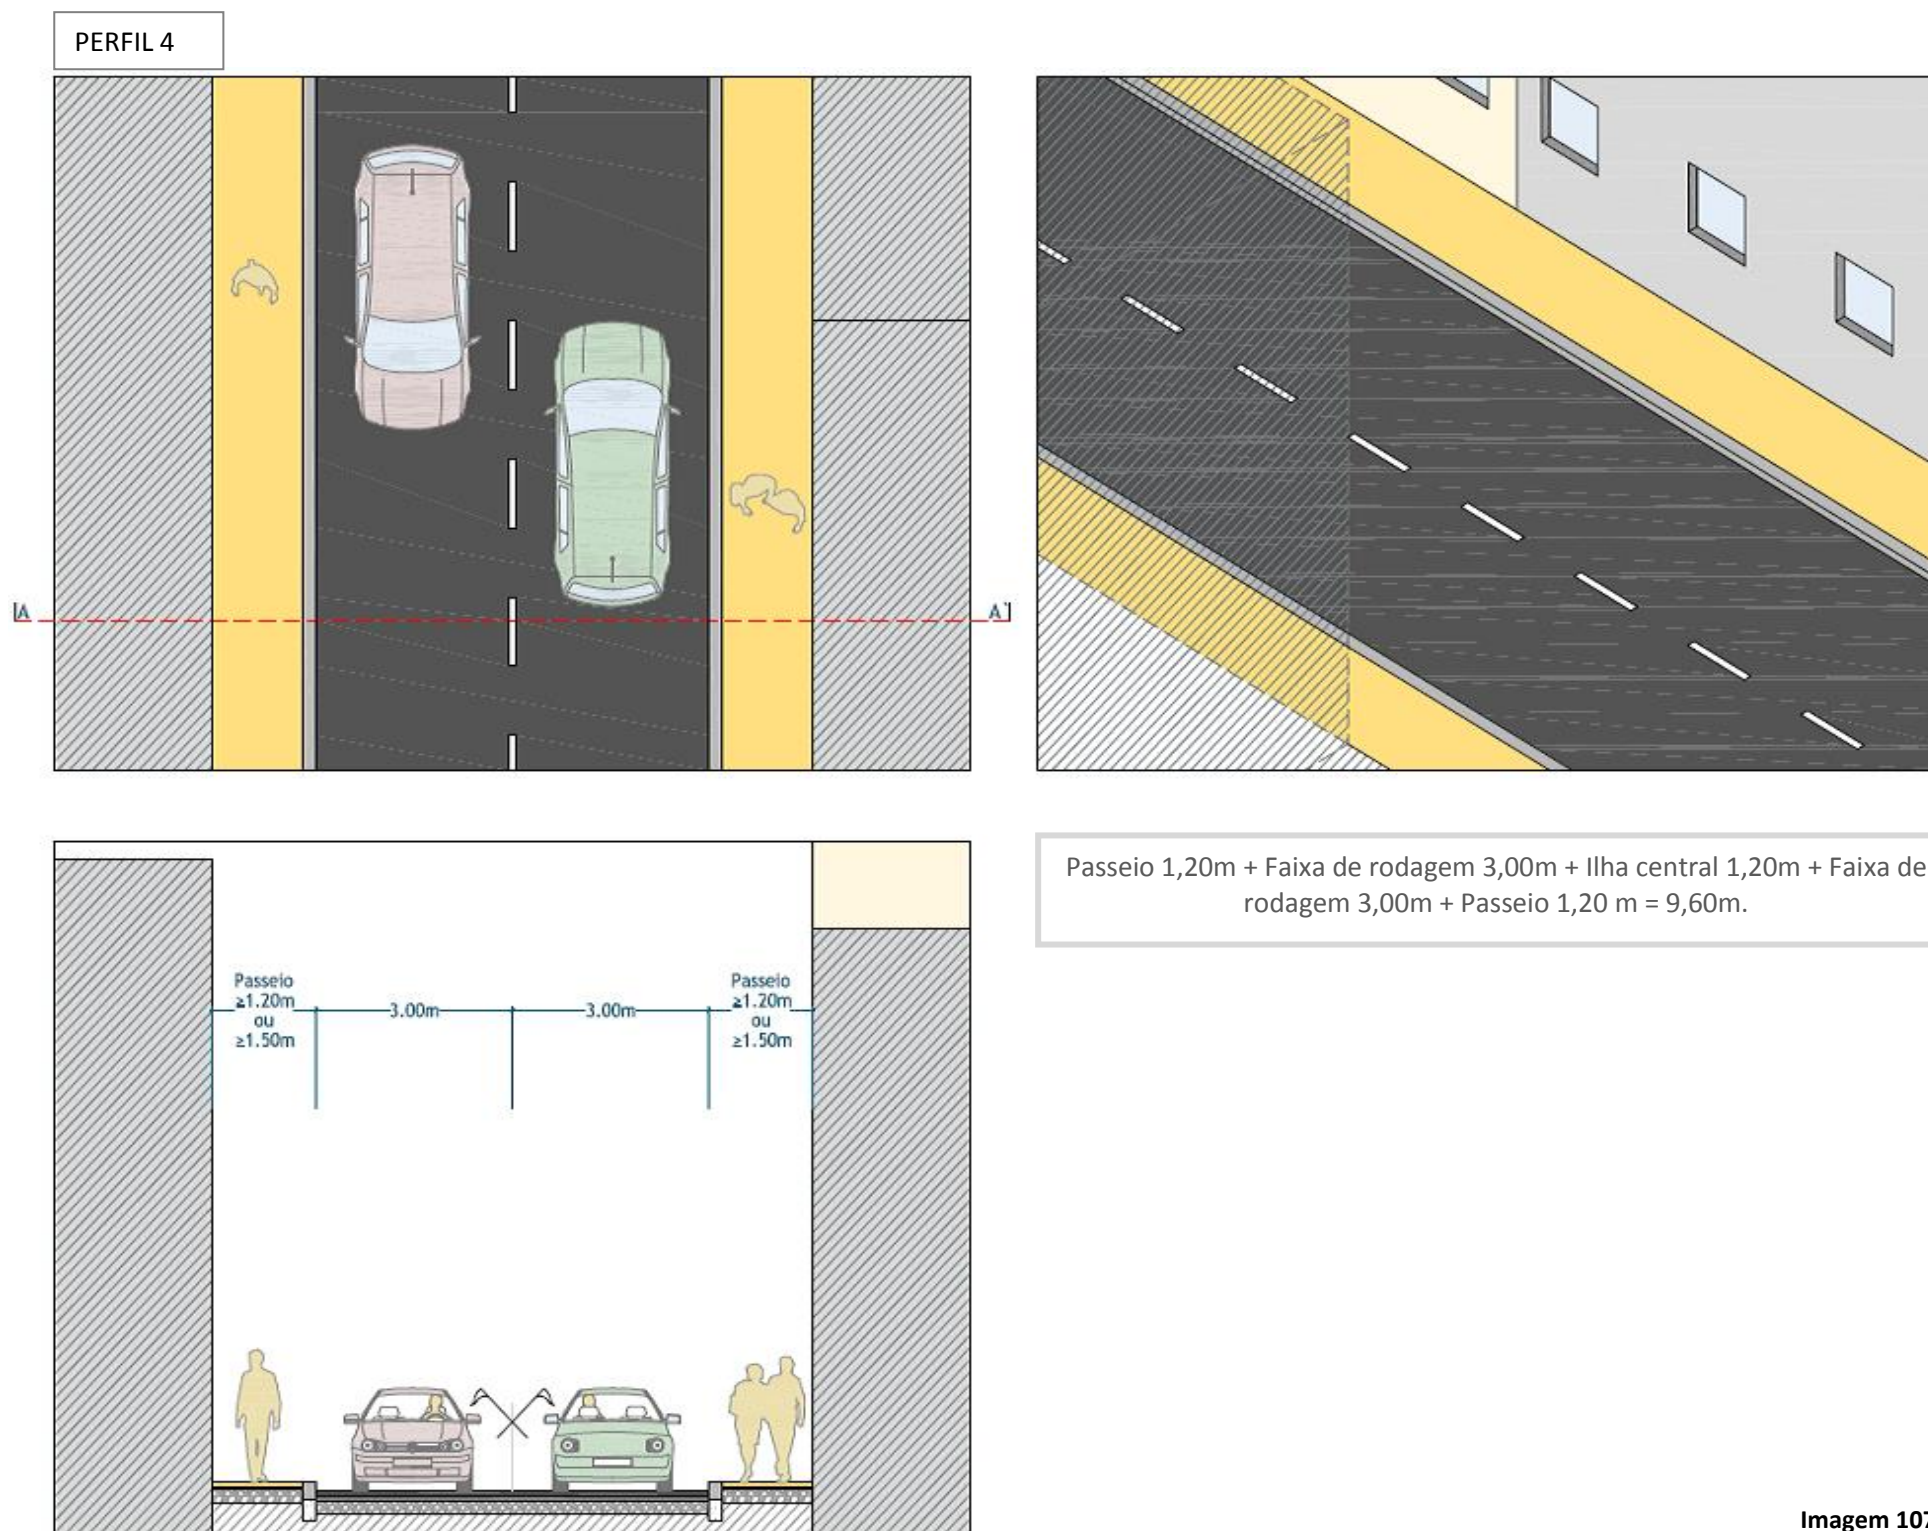 PERFIL 4
A
A'
Passeio 1,20m + Faixa de rodagem 3,00m + Ilha central 1,20m + Faixa de
rodagem 3,00m + Passeio 1,20 m = 9,60m.
Passeio
≥1.20m
ou
≥1.50m
3.00m
3.00m
Passeio
≥1.20m
ou
≥1.50m
Imagem 107